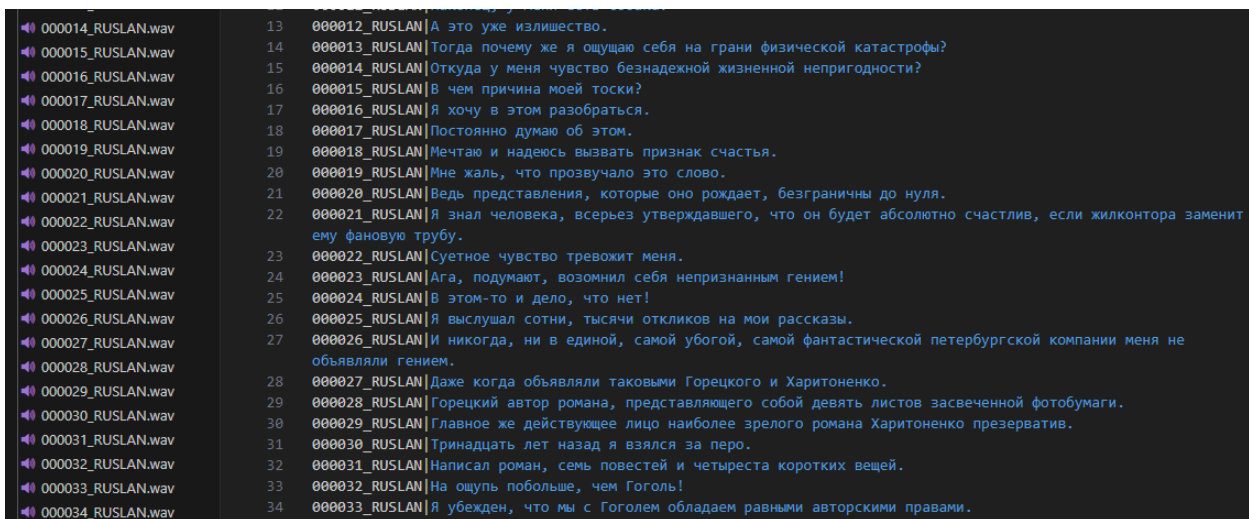 000014_RUSLAN.wav
000015_RUSLAN.wav
000016_RUSLAN.wav
000017_RUSLAN.wav
000018_RUSLAN.wav
000019_RUSLAN.wav
000020_RUSLAN.wav
000021_RUSLAN.wav
000022_RUSLAN.wav
000023_RUSLAN.wav
000024_RUSLAN.wav
000025_RUSLAN.wav
000026_RUSLAN.wav
000027_RUSLAN.wav
000028_RUSLAN.wav
000029_RUSLAN.wav
000030_RUSLAN.wav
000031_RUSLAN.wav
000032_RUSLAN.wav
000033_RUSLAN.wav
000034_RUSLAN.wav
13 000012_RUSLAN|А это уже излишество.
14 000013_RUSLAN|Тогда почему же я ощущаю себя на грани физической катастрофы?
15 000014_RUSLAN|Откуда у меня чувство безнадежной жизненной непригодности?
16 000015_RUSLAN|В чем причина моей тоски?
17 000016_RUSLAN|Я хочу в этом разобраться.
18 000017_RUSLAN|Постоянно думаю об этом.
19 000018_RUSLAN|Мечтаю и надеюсь вызвать признак счастья.
20 000019_RUSLAN|Мне жаль, что прозвучало это слово.
21 000020_RUSLAN|Ведь представления, которые оно рождает, безграничны до нуля.
22 000021_RUSLAN|Я знал человека, всерьез утверждавшего, что он будет абсолютно счастлив, если жилконтора заменит
ему фановую трубу.
23 000022_RUSLAN|Суетное чувство тревожит меня.
24 000023_RUSLAN|Ага, подумают, возомнил себя непризнанным гением!
25 000024_RUSLAN|В этом-то и дело, что нет!
26 000025_RUSLAN|Я выслушал сотни, тысячи откликов на мои рассказы.
27 000026_RUSLAN|И никогда, ни в единой, самой убогой, самой фантастической петербургской компании меня не
объявляли гением.
28 000027_RUSLAN|Даже когда объявляли таковыми Горецкого и Харитоненко.
29 000028_RUSLAN|Горецкий автор романа, представляющего собой девять листов засвеченной фотобумаги.
30 000029_RUSLAN|Главное же действующее лицо наиболее зрелого романа Харитоненко презерватив.
31 000030_RUSLAN|Тринадцать лет назад я взялся за перо.
32 000031_RUSLAN|Написал роман, семь повестей и четыреста коротких вещей.
33 000032_RUSLAN|На ощупь побольше, чем Гоголь!
34 000033_RUSLAN|Я убежден, что мы с Гоголем обладаем равными авторскими правами.